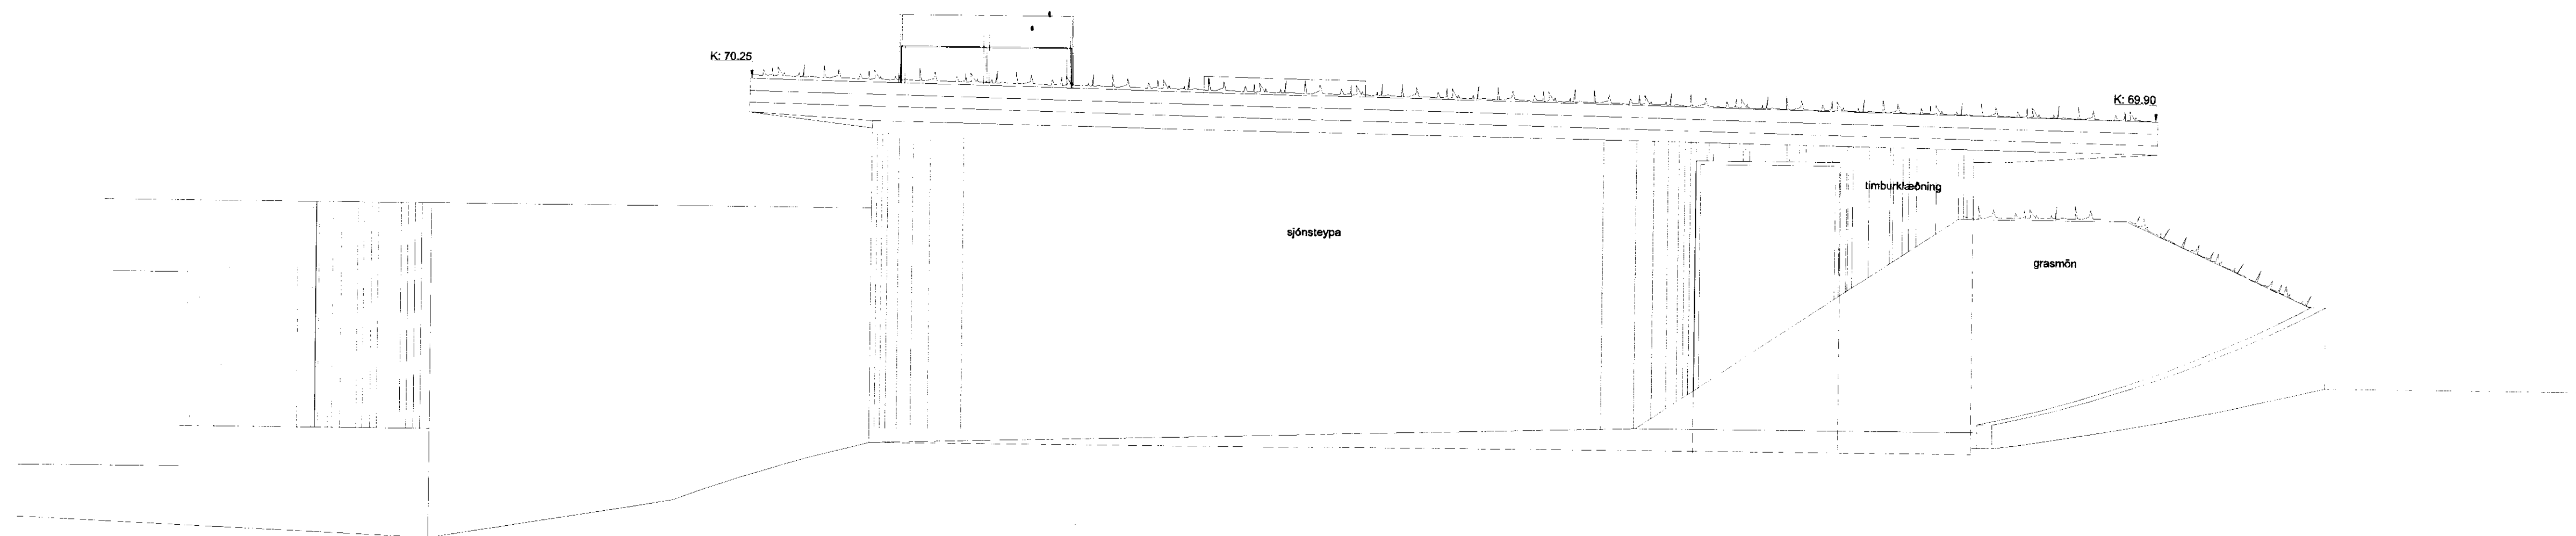 K: 70.25
K: 69.90
timburklæðning
sjónsteypa
grasmön